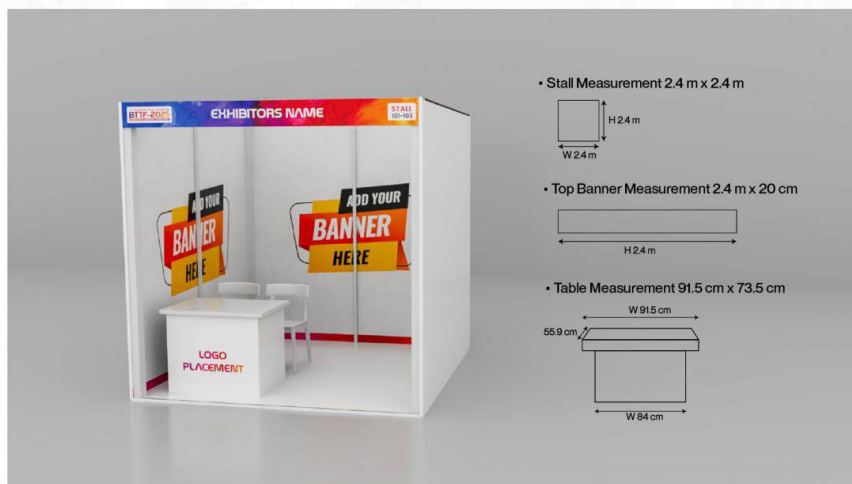 BTTF-2025
EXHIBITORS NAME
STALL
101-103
ADD YOUR
BANNER
HERE
ADD YOUR
BANNER
HERE
LOGO
PLACEMENT
• Stall Measurement 2.4 m x 2.4 m
H 2.4 m
W 2.4 m
• Top Banner Measurement 2.4 m x 20 cm
H 2.4 m
• Table Measurement 91.5 cm x 73.5 cm
W 91.5 cm
55.9 cm
W 84 cm